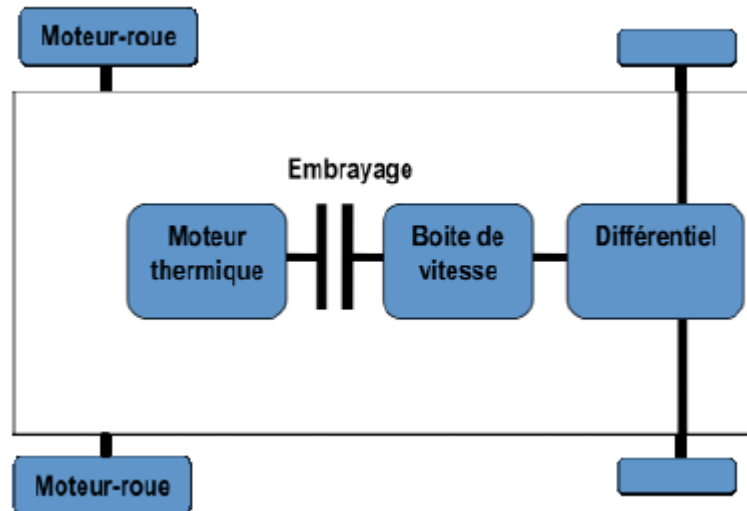 Moteur-roue
Embrayage
Moteur
thermique
Boite de
vitesse
Différentiel
Moteur-roue